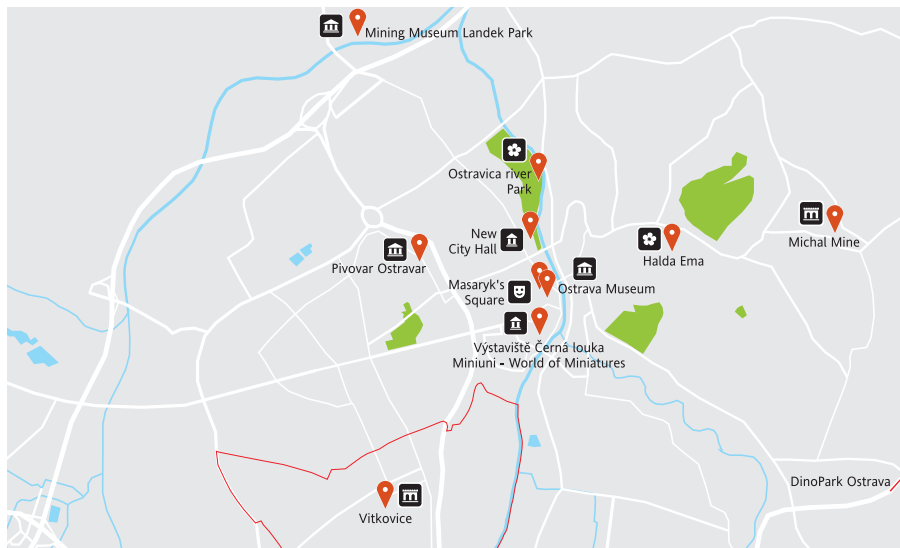 Mining Museum Landek Park
Ostravica river
Park
New
City Hall
Michal Mine
Halda Ema
Pivovar Ostravar
Masaryk's
Square
Ostrava Museum
Výstaviště Černá louka
Miniuni - World of Miniatures
DinoPark Ostrava
Vitkovice